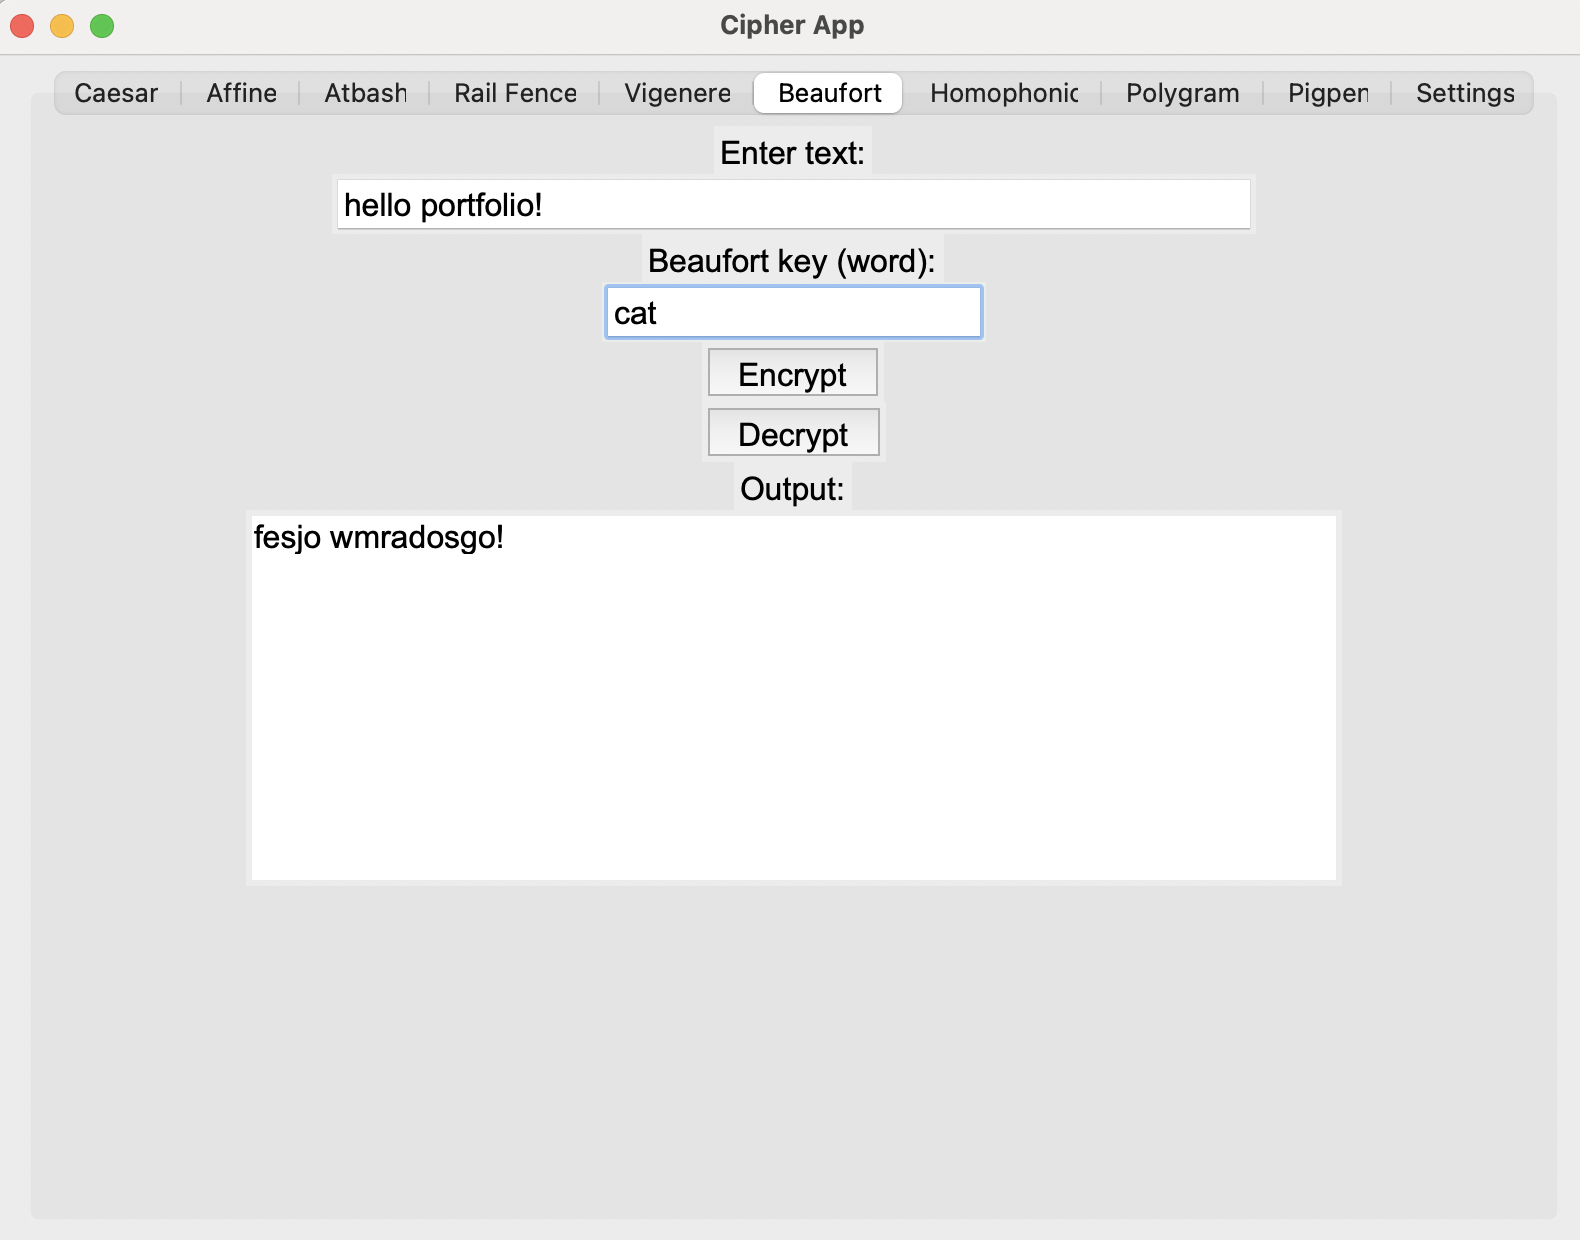 Cipher App
Caesar Affine Atbash Rail Fence Vigenere Beaufort Homophonic Polygram Pigpen Settings
Enter text:
hello portfolio!
Beaufort key (word):
cat
Encrypt
Decrypt
Output:
fesjo wmradosgo!